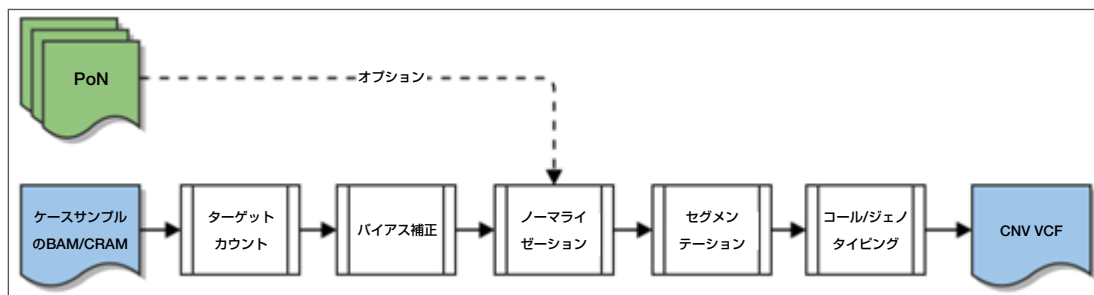 PoN
オプション
ケースサンプル
のBAM/CRAM
ターゲット
カウント
バイアス補正
ノーマライ
ゼーション
セグメン
テーション
コール/ジェノ
タイピング
CNV VCF